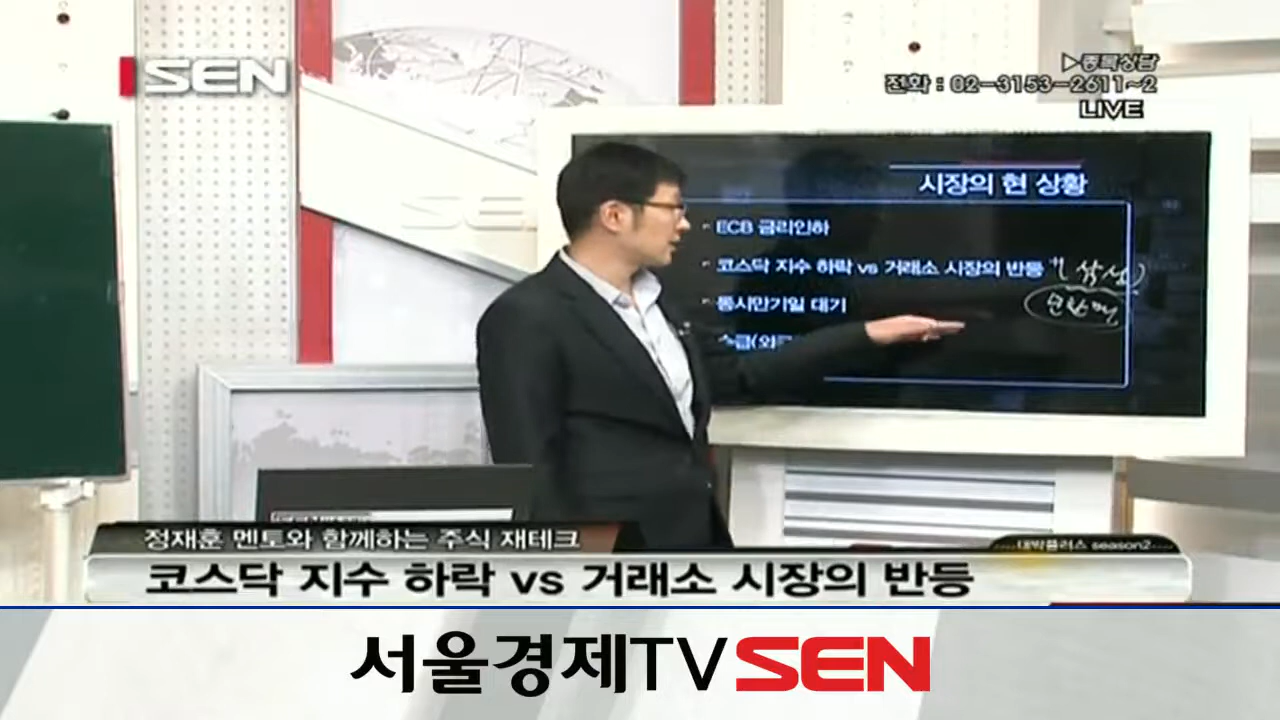 SEN
▶종목상담
전화 : 02-3153-2611~2
LIVE
SEN
시장의 현 상황
- ECB 금리인하
- 코스닥 지수 하락 vs 거래소 시장의 반등
- 동시만기일 대기
정재훈 멘토와 함께하는 주식 재테크
대박플러스 season2
코스닥 지수 하락 vs 거래소 시장의 반등
서울경제TV SEN